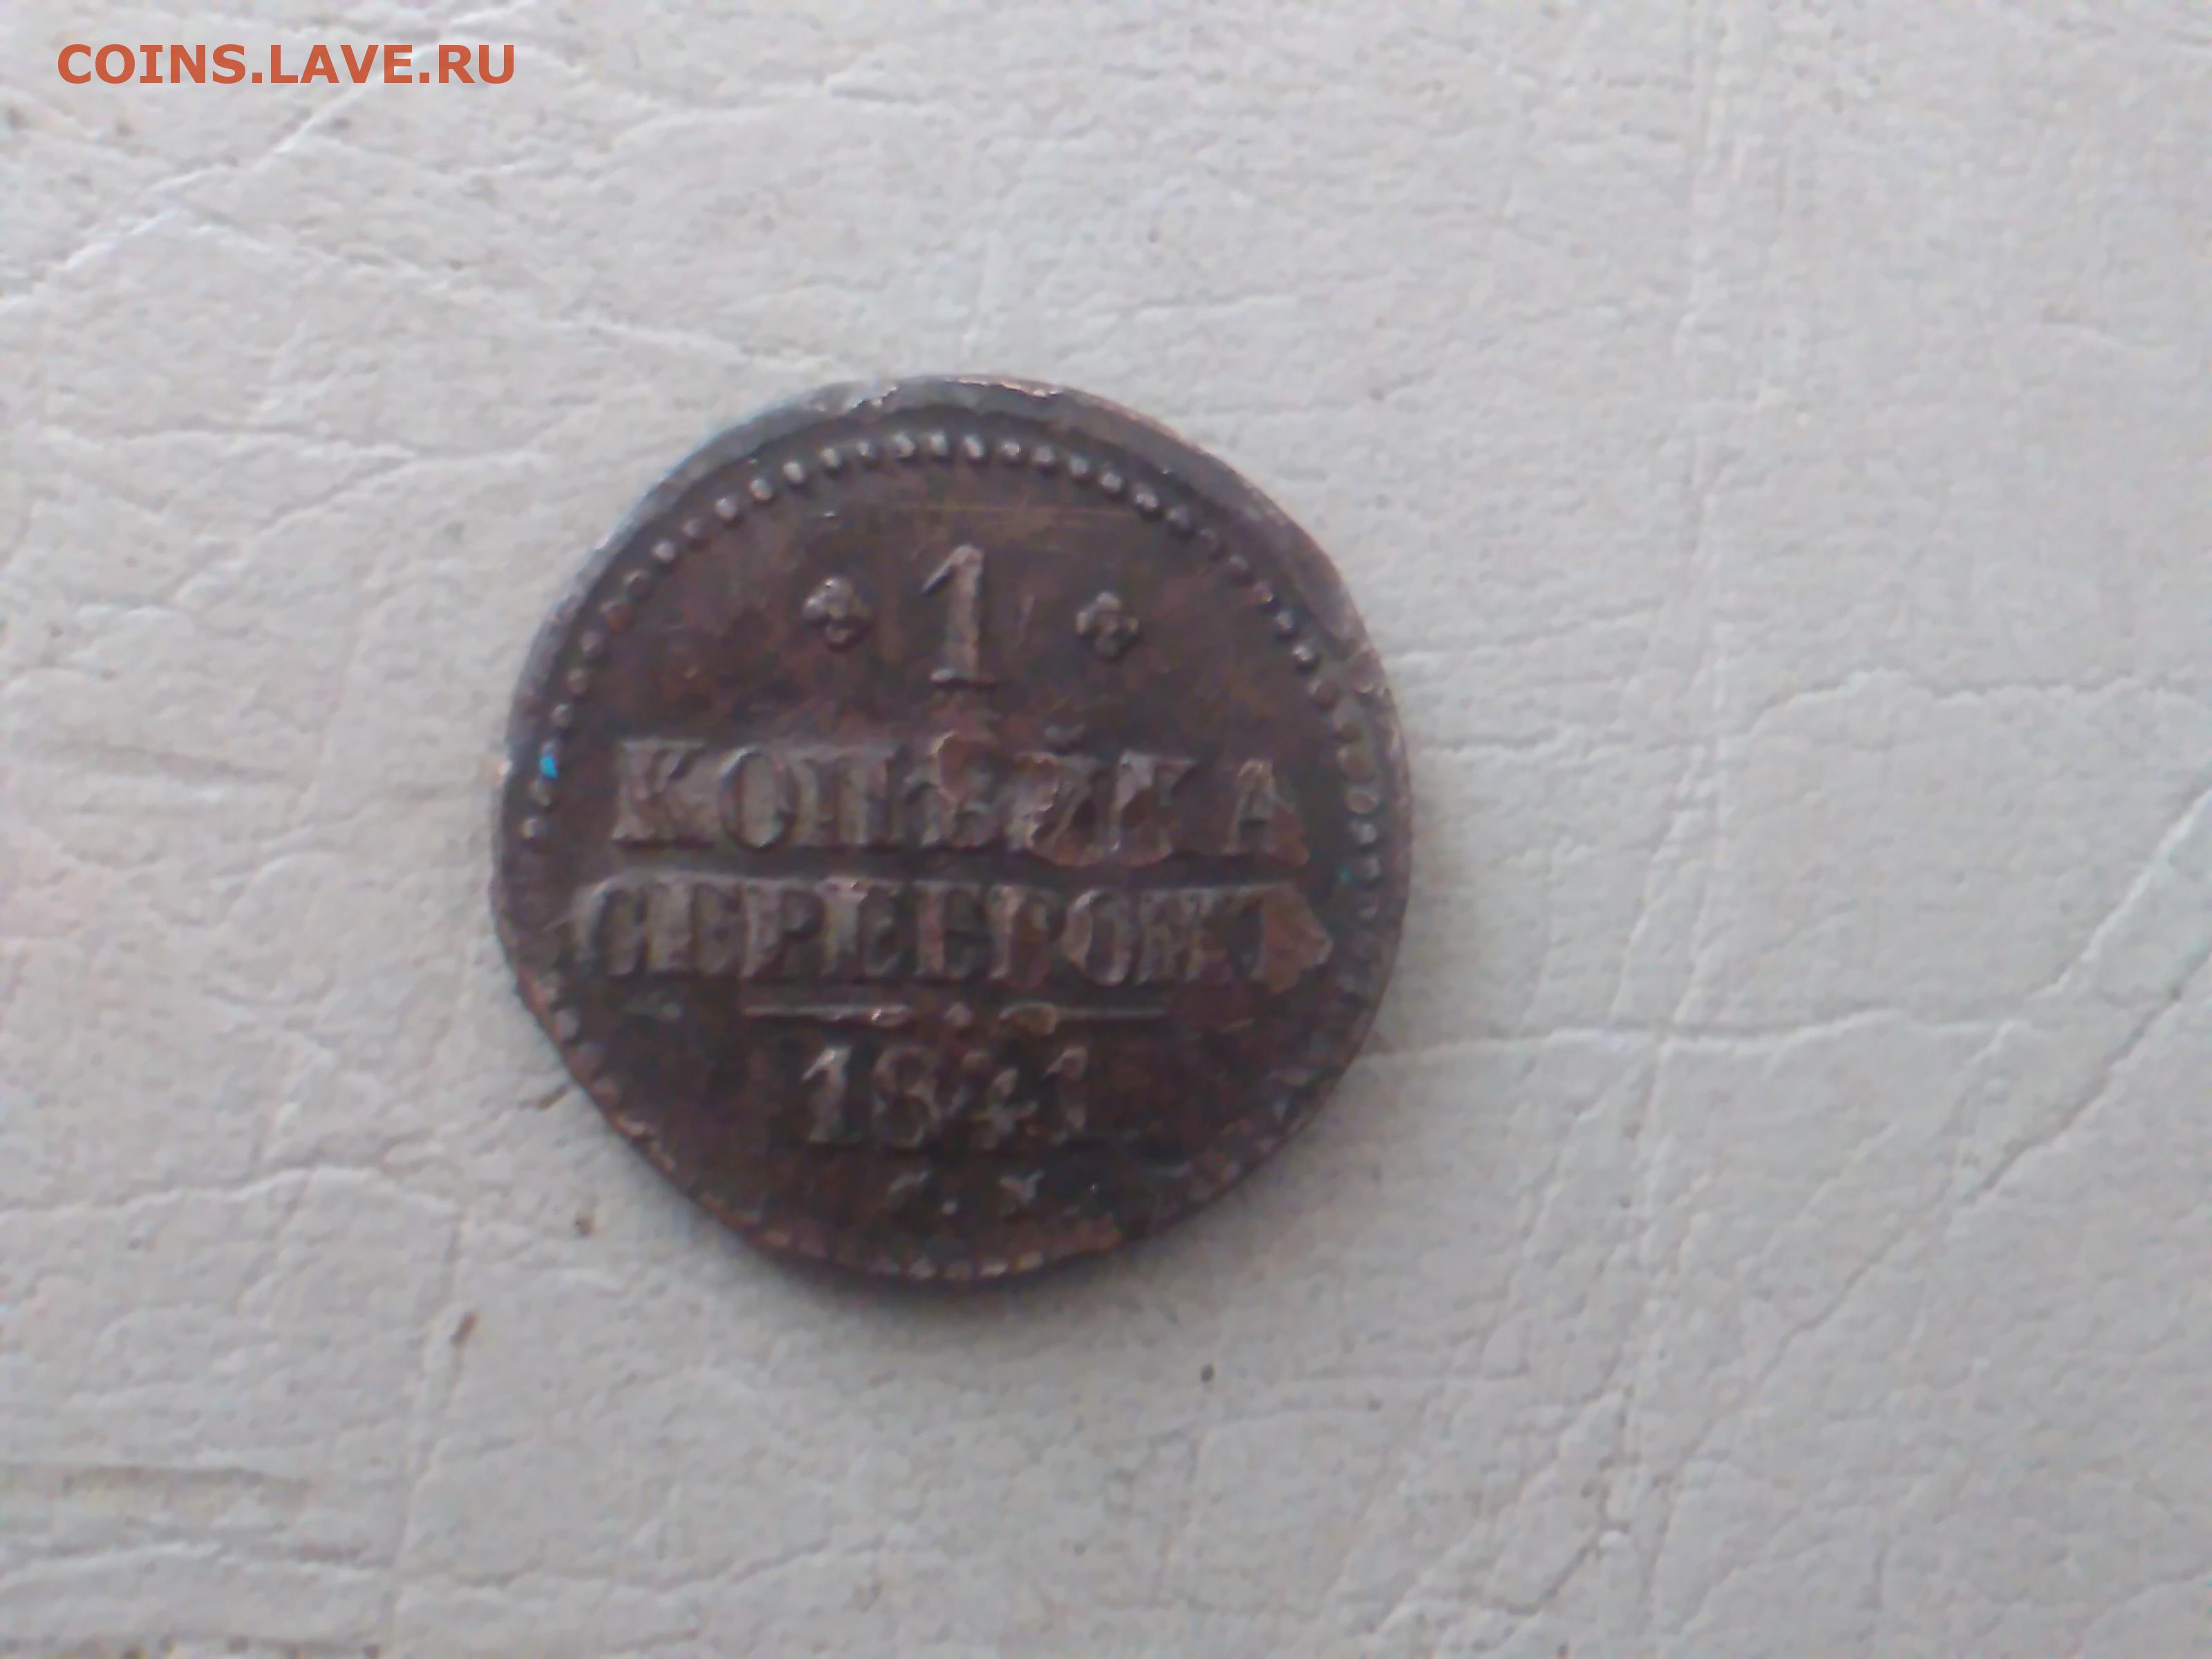 COINS.LAVE.RU
1
КОПѢЙКА
СЕРЕБРОМЪ
1841